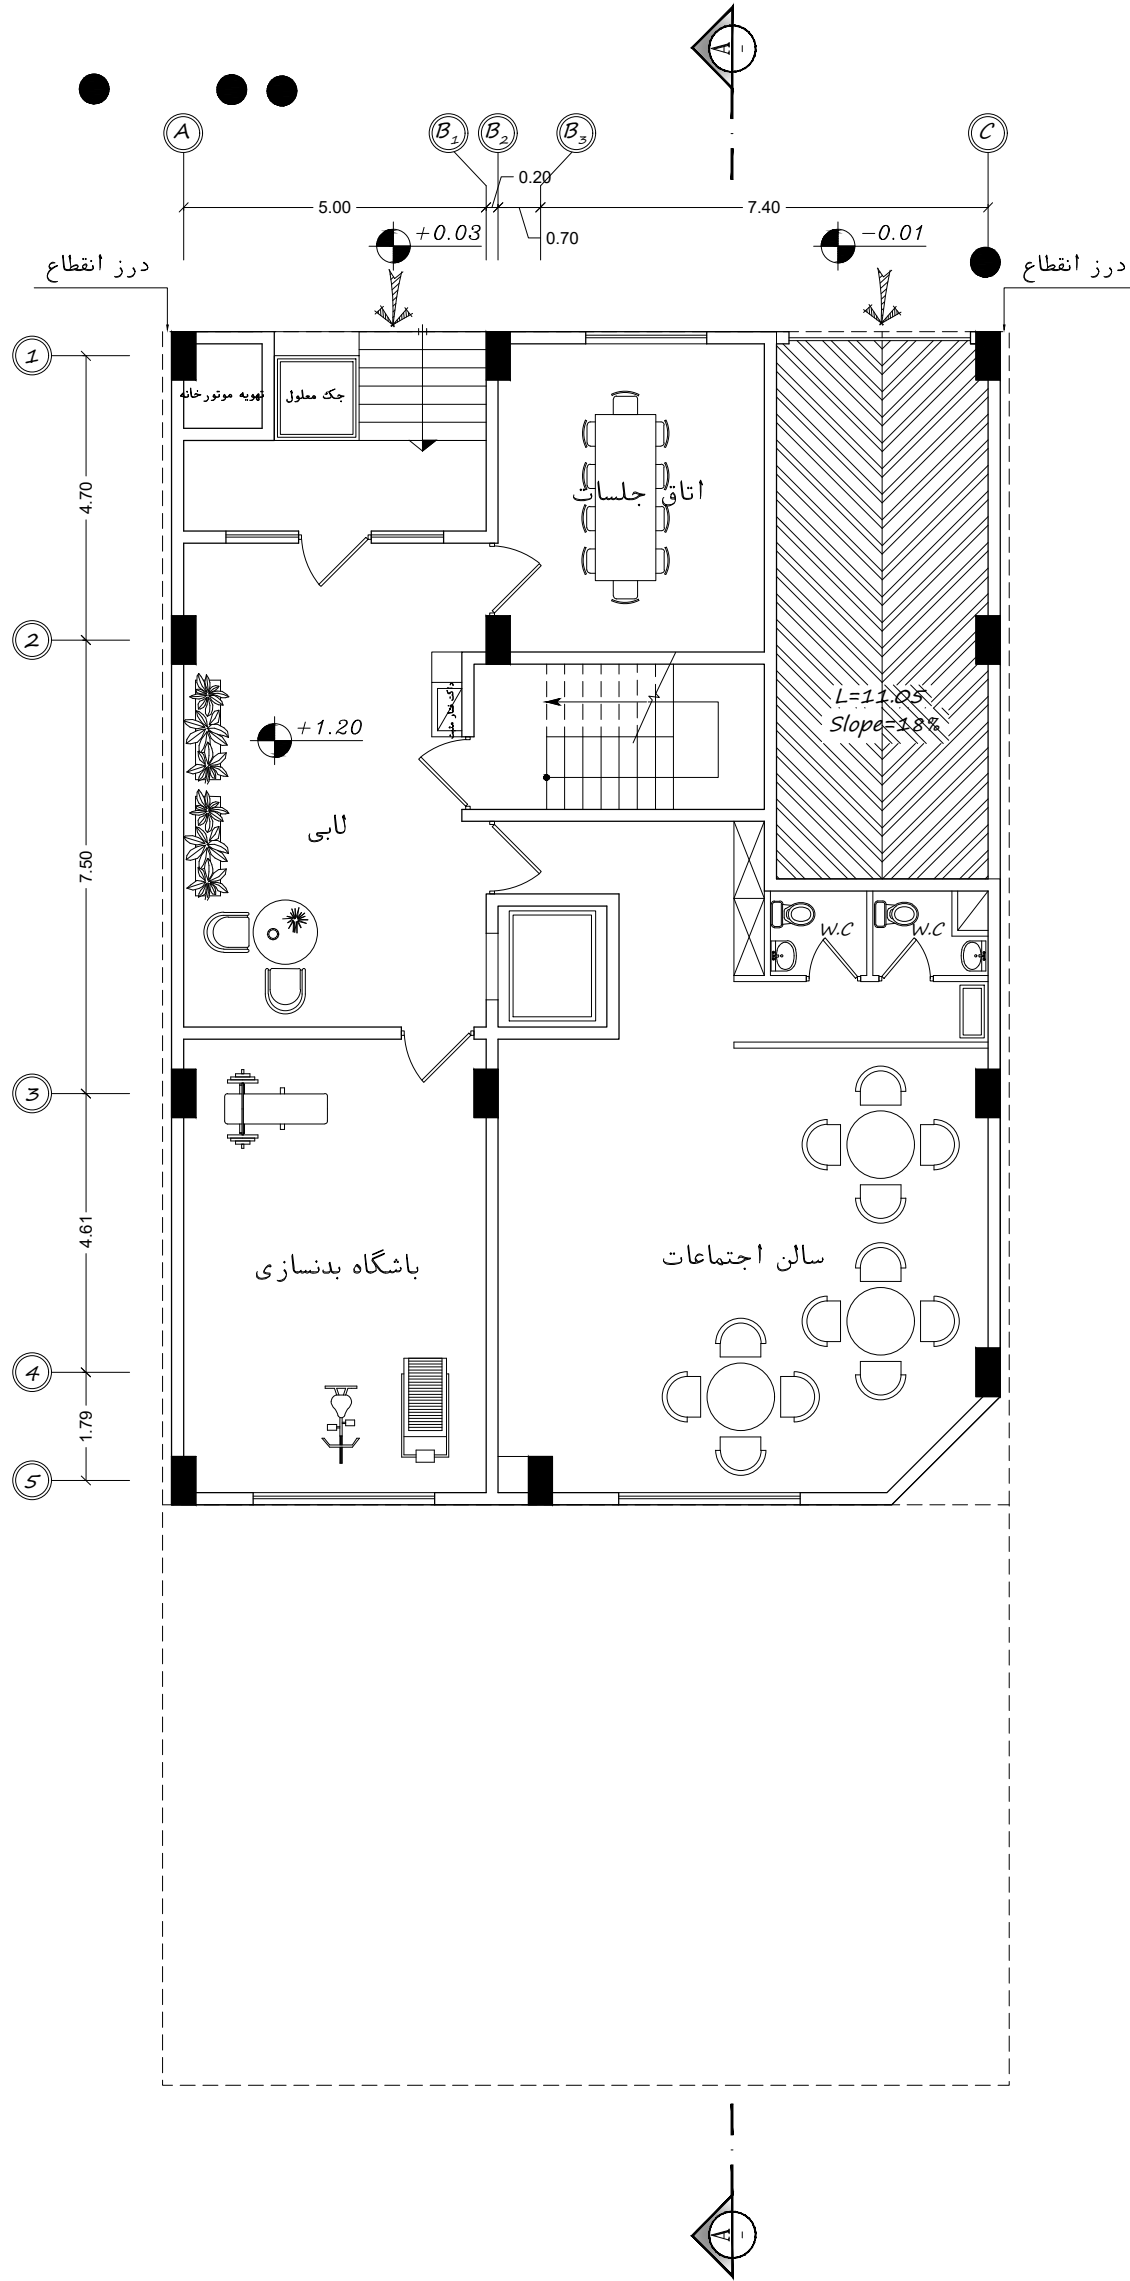 A
A
B1
B2
B3
C
0.20
5.00
7.40
0.70
+0.03
-0.01
درز انقطاع
درز انقطاع
1
تهویه موتورخانه
جک معلول
4.70
اتاق جلسات
2
L=11.05
Slope=18%
+1.20
لابی
7.50
W.C
W.C
3
4.61
سالن اجتماعات
باشگاه بدنسازی
4
1.79
5
A